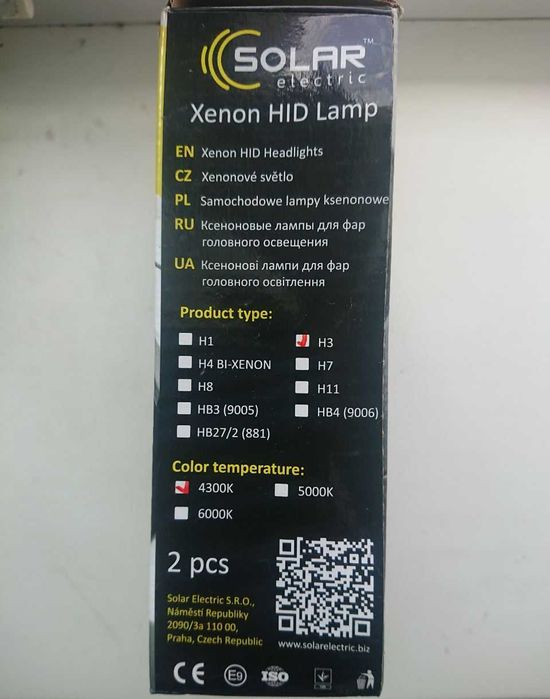 SOLAR™
electric
Xenon HID Lamp
EN Xenon HID Headlights
CZ Xenonové světlo
PL Samochodowe lampy ksenonowe
RU Ксеноновые лампы для фар
головного освещения
UA Ксенонові лампи для фар
головного освітлення
Product type:
H1
H3
H4 BI-XENON
H7
H8
H11
HB3 (9005)
HB4 (9006)
HB27/2 (881)
Color temperature:
4300K
5000K
6000K
2 pcs
Solar Electric S.R.O.,
Náměstí Republiky
2090/3a 110 00,
Praha, Czech Republic
www.solarelectric.biz
CE E9 ISO